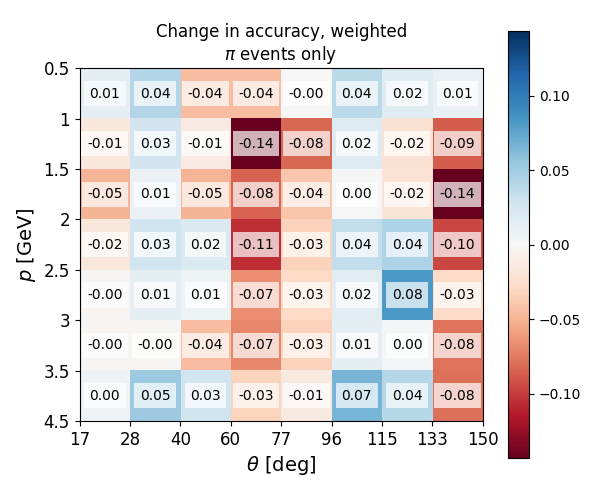 Change in accuracy, weighted
π events only
0.5
0.01 0.04 -0.04 -0.04 -0.00 0.04 0.02 0.01
1
-0.01 0.03 -0.01 -0.14 -0.08 0.02 -0.02 -0.09
1.5
-0.05 0.01 -0.05 -0.08 -0.04 0.00 -0.02 -0.14
2
-0.02 0.03 0.02 -0.11 -0.03 0.04 0.04 -0.10
2.5
-0.00 0.01 0.01 -0.07 -0.03 0.02 0.08 -0.03
3
-0.00 -0.00 -0.04 -0.07 -0.03 0.01 0.00 -0.08
3.5
0.00 0.05 0.03 -0.03 -0.01 0.07 0.04 -0.08
4.5
p [GeV]
17 28 40 60 77 96 115 133 150
θ [deg]
0.10
0.05
0.00
−0.05
−0.10